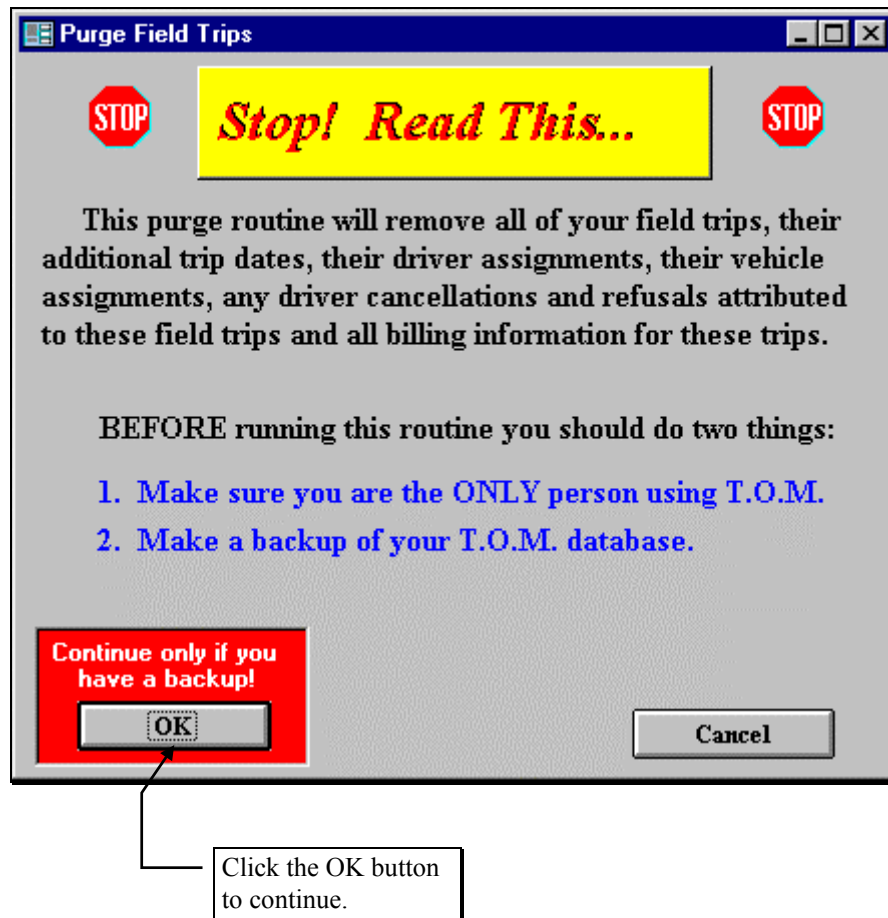 Purge Field Trips
STOP
Stop! Read This...
STOP
This purge routine will remove all of your field trips, their
additional trip dates, their driver assignments, their vehicle
assignments, any driver cancellations and refusals attributed
to these field trips and all billing information for these trips.
BEFORE running this routine you should do two things:
1. Make sure you are the ONLY person using T.O.M.
2. Make a backup of your T.O.M. database.
Continue only if you
have a backup!
OK
Cancel
Click the OK button
to continue.